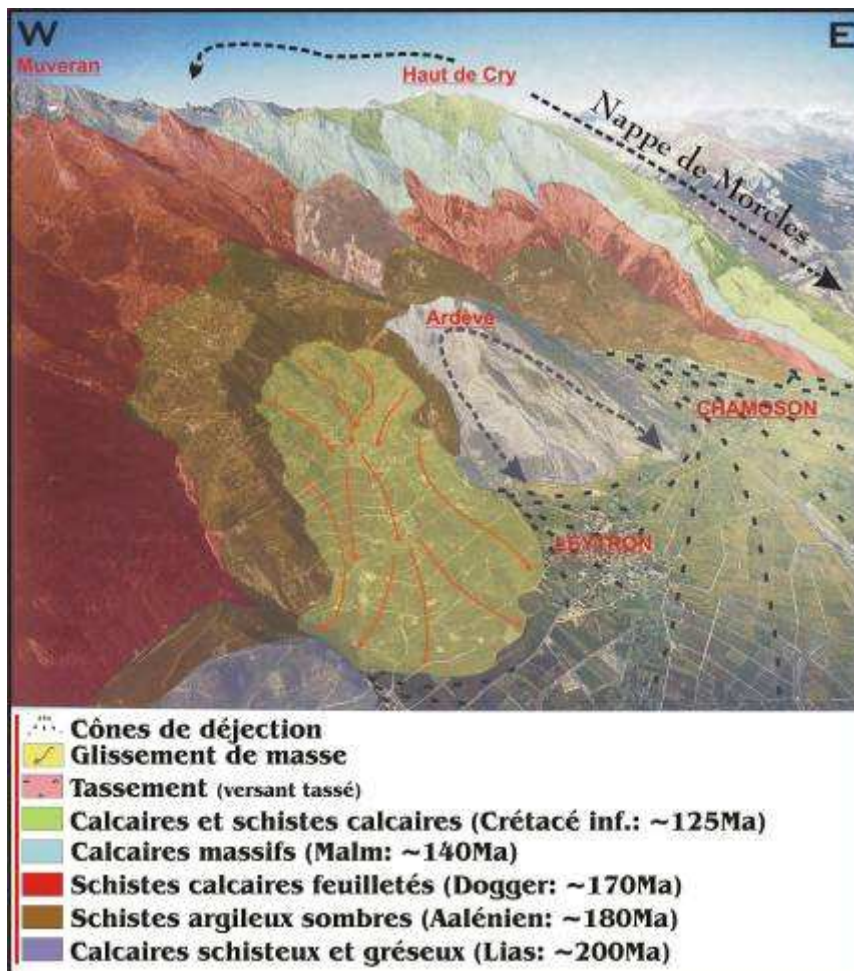 W E
Muveran
Haut de Cry
Nappe de Morcles
Ardève
CHAMOSON
LEYTRON
Cônes de déjection
Glissement de masse
Tassement (versant tassé)
Calcaires et schistes calcaires (Crétacé inf.: ~125Ma)
Calcaires massifs (Malm: ~140Ma)
Schistes calcaires feuilletés (Dogger: ~170Ma)
Schistes argileux sombres (Aalénien: ~180Ma)
Calcaires schisteux et gréseux (Lias: ~200Ma)